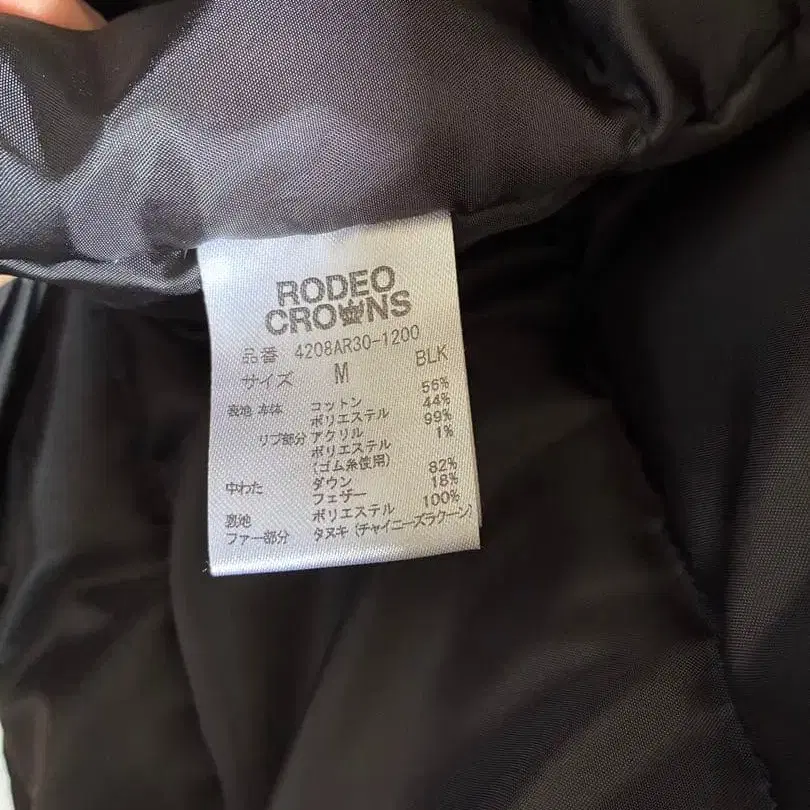 RODEO
CROWNS
品番 4208AR30-1200
サイズ M BLK
表地 本体 コットン 56%
ポリエステル 44%
リブ部分 アクリル 99%
ポリエステル 1%
(ゴム糸使用)
中わた ダウン 82%
フェザー 18%
裏地 ポリエステル 100%
ファー部分 タヌキ(チャイニーズラクーン)